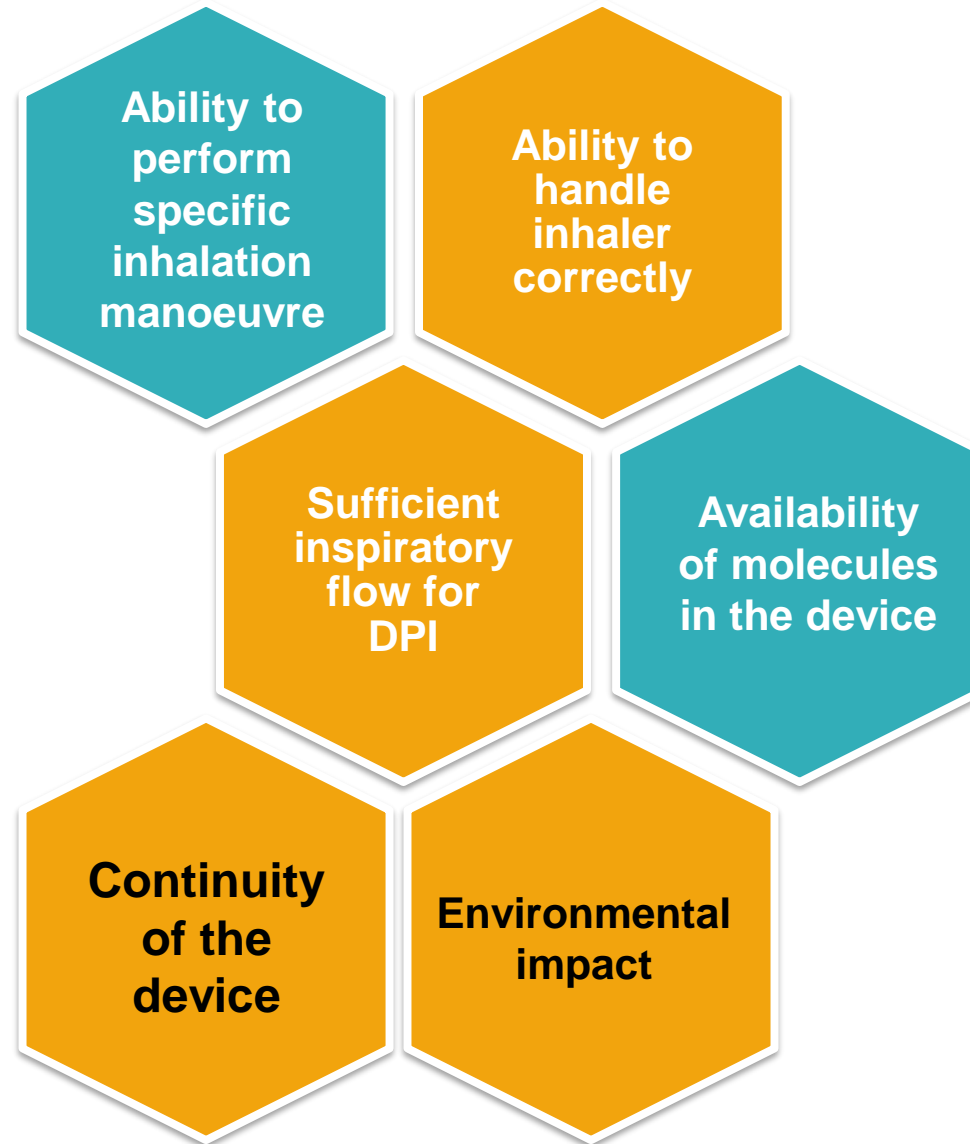 Ability to
perform
specific
inhalation
manoeuvre
Ability to
handle
inhaler
correctly
Sufficient
inspiratory
flow for
DPI
Availability
of molecules
in the device
Continuity
of the
device
Environmental
impact